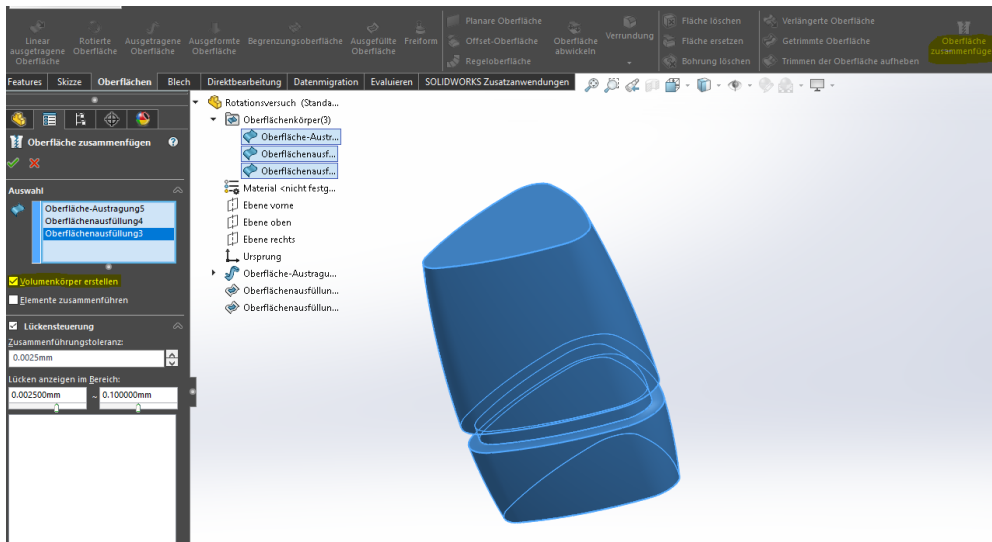 Linear
ausgetragene
Oberfläche
Rotierte
Oberfläche
Ausgetragene
Oberfläche
Ausgeformte
Oberfläche
Begrenzungsoberfläche
Ausgefüllte
Oberfläche
Freiform
Planare Oberfläche
Offset-Oberfläche
Regeloberfläche
Oberfläche
abwickeln
Verrundung
Fläche löschen
Fläche ersetzen
Bohrung löschen
Verlängerte Oberfläche
Getrimmte Oberfläche
Trimmen der Oberfläche aufheben
Oberfläche
zusammenfüge
Features Skizze Oberflächen Blech Direktbearbeitung Datenmigration Evaluieren SOLIDWORKS Zusatzanwendungen
Oberfläche zusammenfügen
Auswahl
Oberfläche-Austragung5
Oberflächenausfüllung4
Oberflächenausfüllung3
Volumenkörper erstellen
Elemente zusammenführen
Lückensteuerung
Zusammenführungstoleranz:
0.0025mm
Lücken anzeigen im Bereich:
0.002500mm ~ 0.100000mm
Rotationsversuch (Standa...
Oberflächenkörper(3)
Oberfläche-Austr...
Oberflächenausf...
Oberflächenausf...
Material <nicht festg...
Ebene vorne
Ebene oben
Ebene rechts
Ursprung
Oberfläche-Austragu...
Oberflächenausfüllun...
Oberflächenausfüllun...